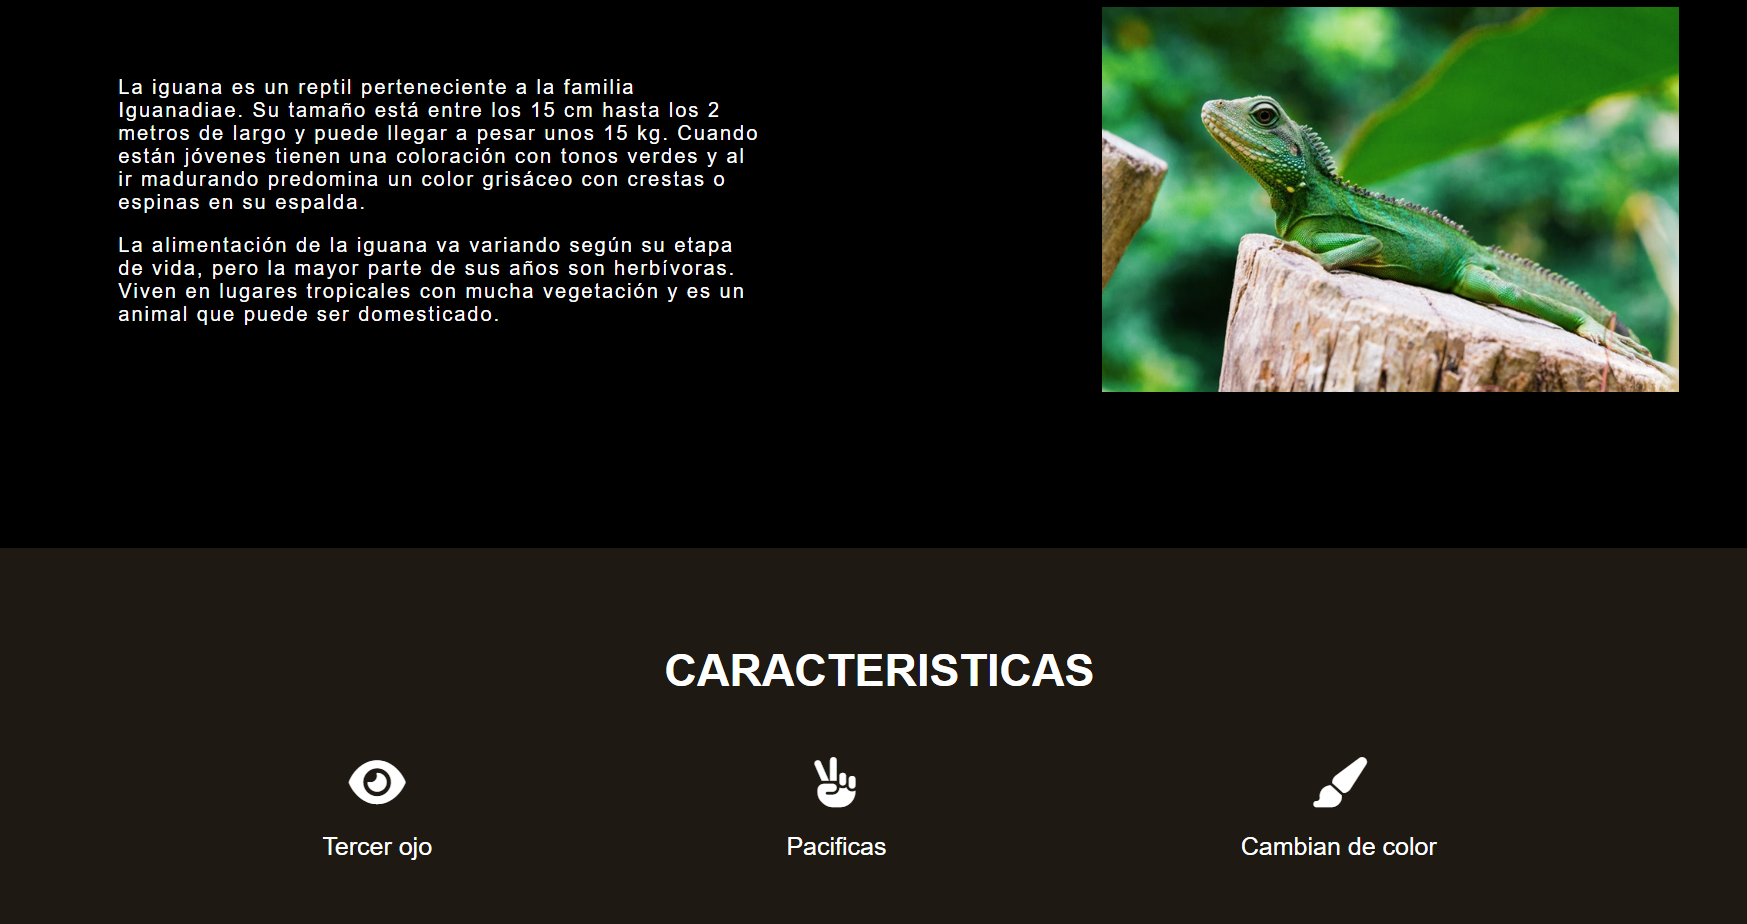 La iguana es un reptil perteneciente a la familia
Iguanadiae. Su tamaño está entre los 15 cm hasta los 2
metros de largo y puede llegar a pesar unos 15 kg. Cuando
están jóvenes tienen una coloración con tonos verdes y al
ir madurando predomina un color grisáceo con crestas o
espinas en su espalda.
La alimentación de la iguana va variando según su etapa
de vida, pero la mayor parte de sus años son herbívoras.
Viven en lugares tropicales con mucha vegetación y es un
animal que puede ser domesticado.
CARACTERISTICAS
Tercer ojo
Pacificas
Cambian de color